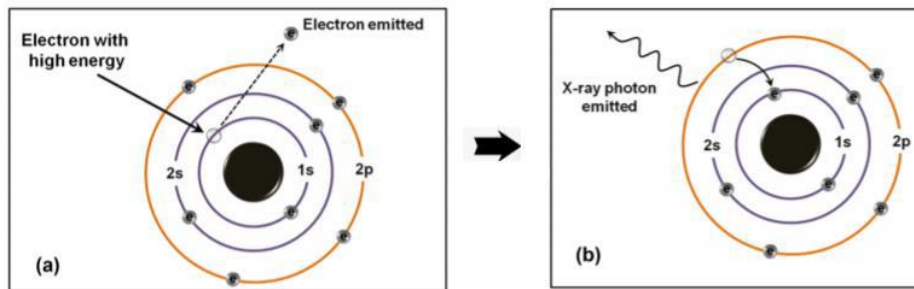 Electron emitted
Electron with
high energy
e
e
e
e
2s
1s
2p
e
e
e
e
(a)
X-ray photon
emitted
e
e
e
2s
1s
2p
e
e
e
e
(b)